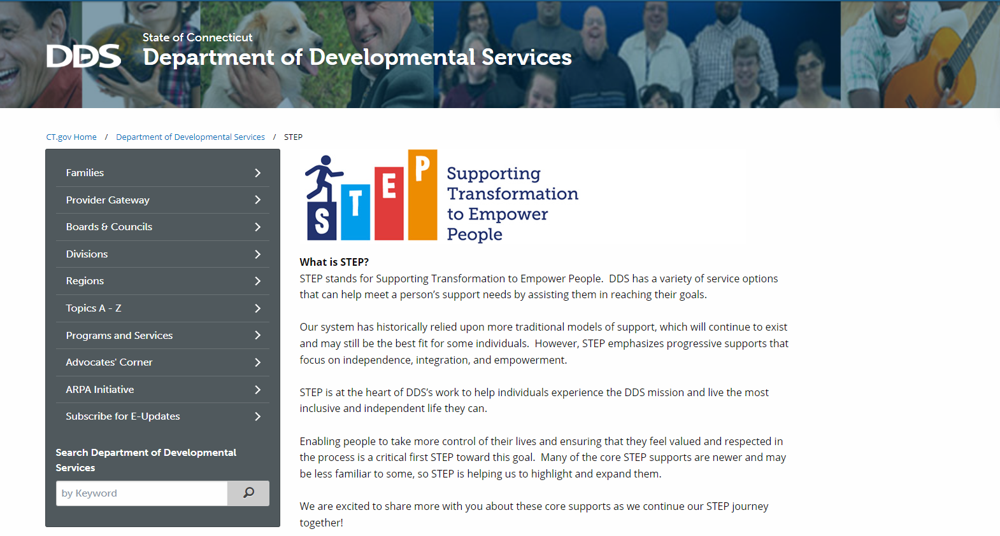 State of Connecticut
DDS
Department of Developmental Services
CT.gov Home / Department of Developmental Services / STEP
Families
Provider Gateway
Boards & Councils
Divisions
Regions
Topics A - Z
Programs and Services
Advocates' Corner
ARPA Initiative
Subscribe for E-Updates
Search Department of Developmental
Services
by Keyword
STEP
Supporting
Transformation
to Empower
People
What is STEP?
STEP stands for Supporting Transformation to Empower People.  DDS has a variety of service options
that can help meet a person’s support needs by assisting them in reaching their goals.
Our system has historically relied upon more traditional models of support, which will continue to exist
and may still be the best fit for some individuals.  However, STEP emphasizes progressive supports that
focus on independence, integration, and empowerment.
STEP is at the heart of DDS’s work to help individuals experience the DDS mission and live the most
inclusive and independent life they can.
Enabling people to take more control of their lives and ensuring that they feel valued and respected in
the process is a critical first STEP toward this goal.  Many of the core STEP supports are newer and may
be less familiar to some, so STEP is helping us to highlight and expand them.
We are excited to share more with you about these core supports as we continue our STEP journey
together!